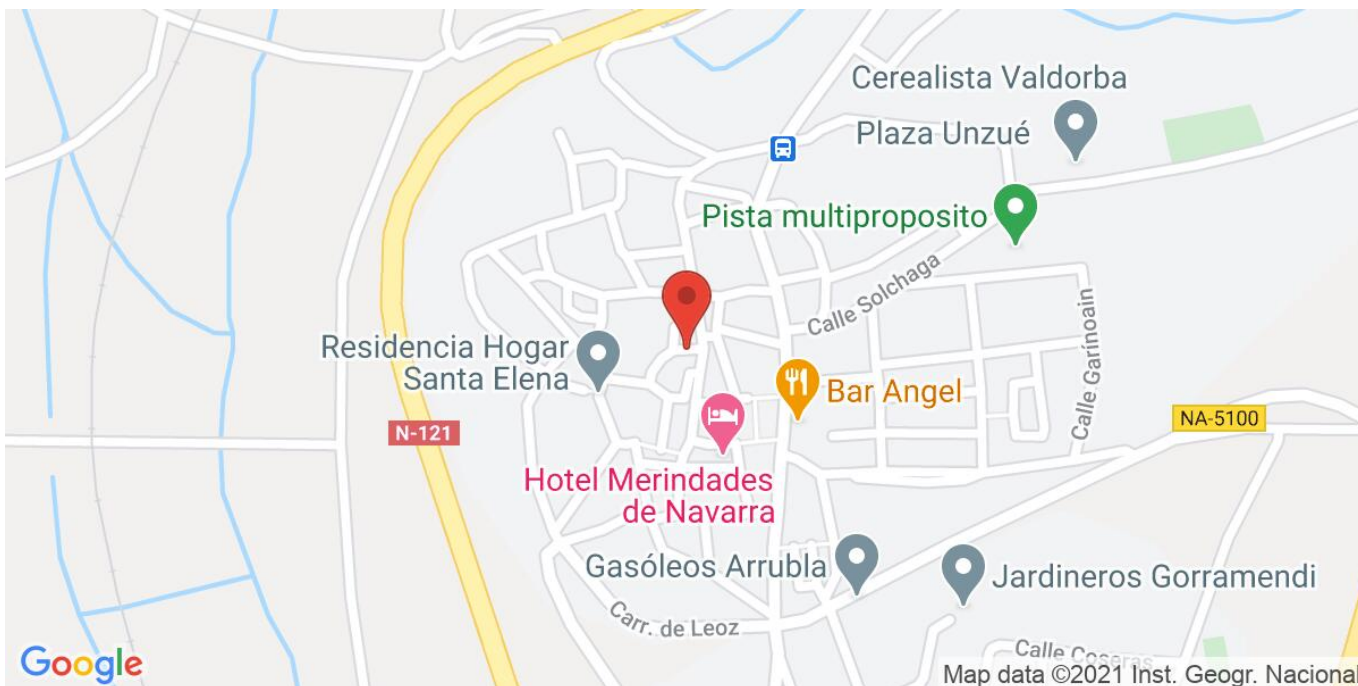 Cerealista Valdorba
Plaza Unzué
Pista multiproposito
Calle Solchaga
Calle Garínoain
Residencia Hogar
Santa Elena
Bar Angel
N-121
NA-5100
Hotel Merindades
de Navarra
Gasóleos Arrubla
Jardineros Gorramendi
Carr. de Leoz
Calle Coseras
Google
Map data ©2021 Inst. Geogr. Nacional